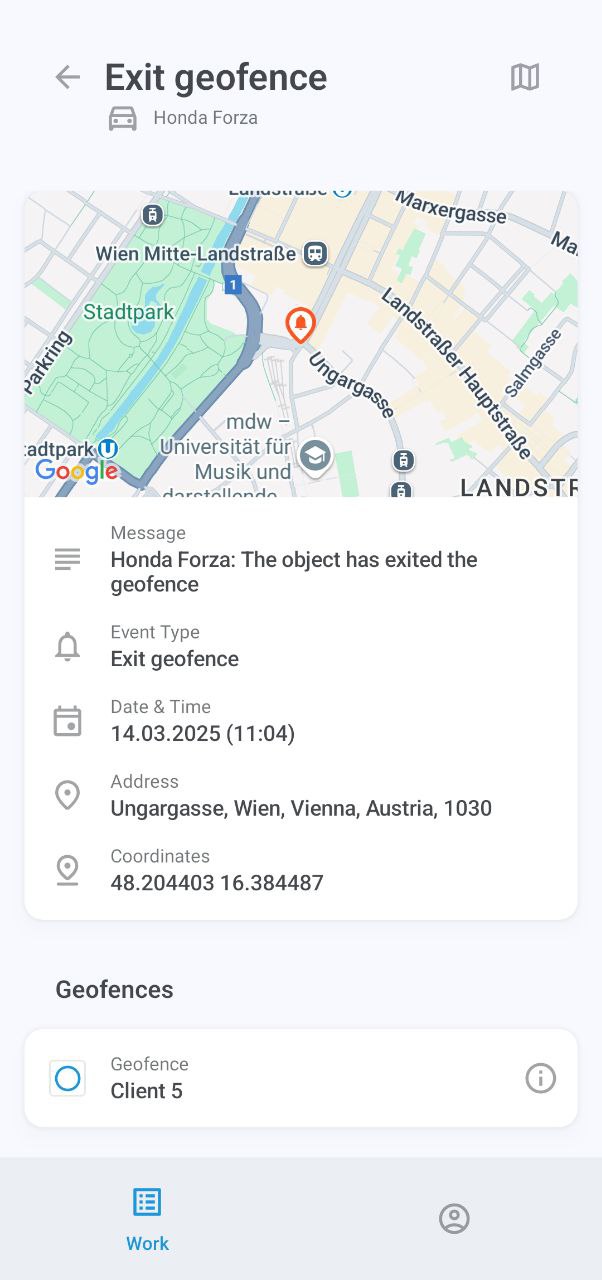 Exit geofence
Honda Forza
Landstraße
Marxergasse
Ma
Wien Mitte-Landstraße
1
Stadtpark
Parkring
Landstraßer Hauptstraße
Salmgasse
Ungargasse
mdw –
Universität für
Musik und
darstellende
adtpark U
Google
LANDSTR
Message
Honda Forza: The object has exited the
geofence
Event Type
Exit geofence
Date & Time
14.03.2025 (11:04)
Address
Ungargasse, Wien, Vienna, Austria, 1030
Coordinates
48.204403 16.384487
Geofences
Geofence
Client 5
Work